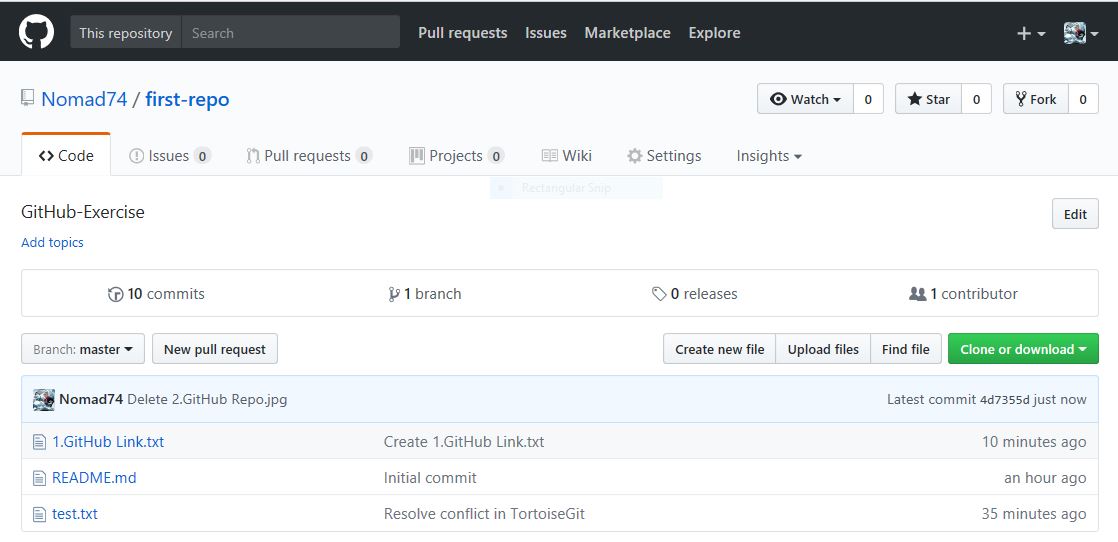 This repository Search Pull requests Issues Marketplace Explore
Nomad74 / first-repo Watch 0 Star 0 Fork 0
Code Issues 0 Pull requests 0 Projects 0 Wiki Settings Insights
Rectangular Snip
GitHub-Exercise Edit
Add topics
10 commits 1 branch 0 releases 1 contributor
Branch: master New pull request Create new file Upload files Find file Clone or download
Nomad74 Delete 2.GitHub Repo.jpg Latest commit 4d7355d just now
1.GitHub Link.txt Create 1.GitHub Link.txt 10 minutes ago
README.md Initial commit an hour ago
test.txt Resolve conflict in TortoiseGit 35 minutes ago